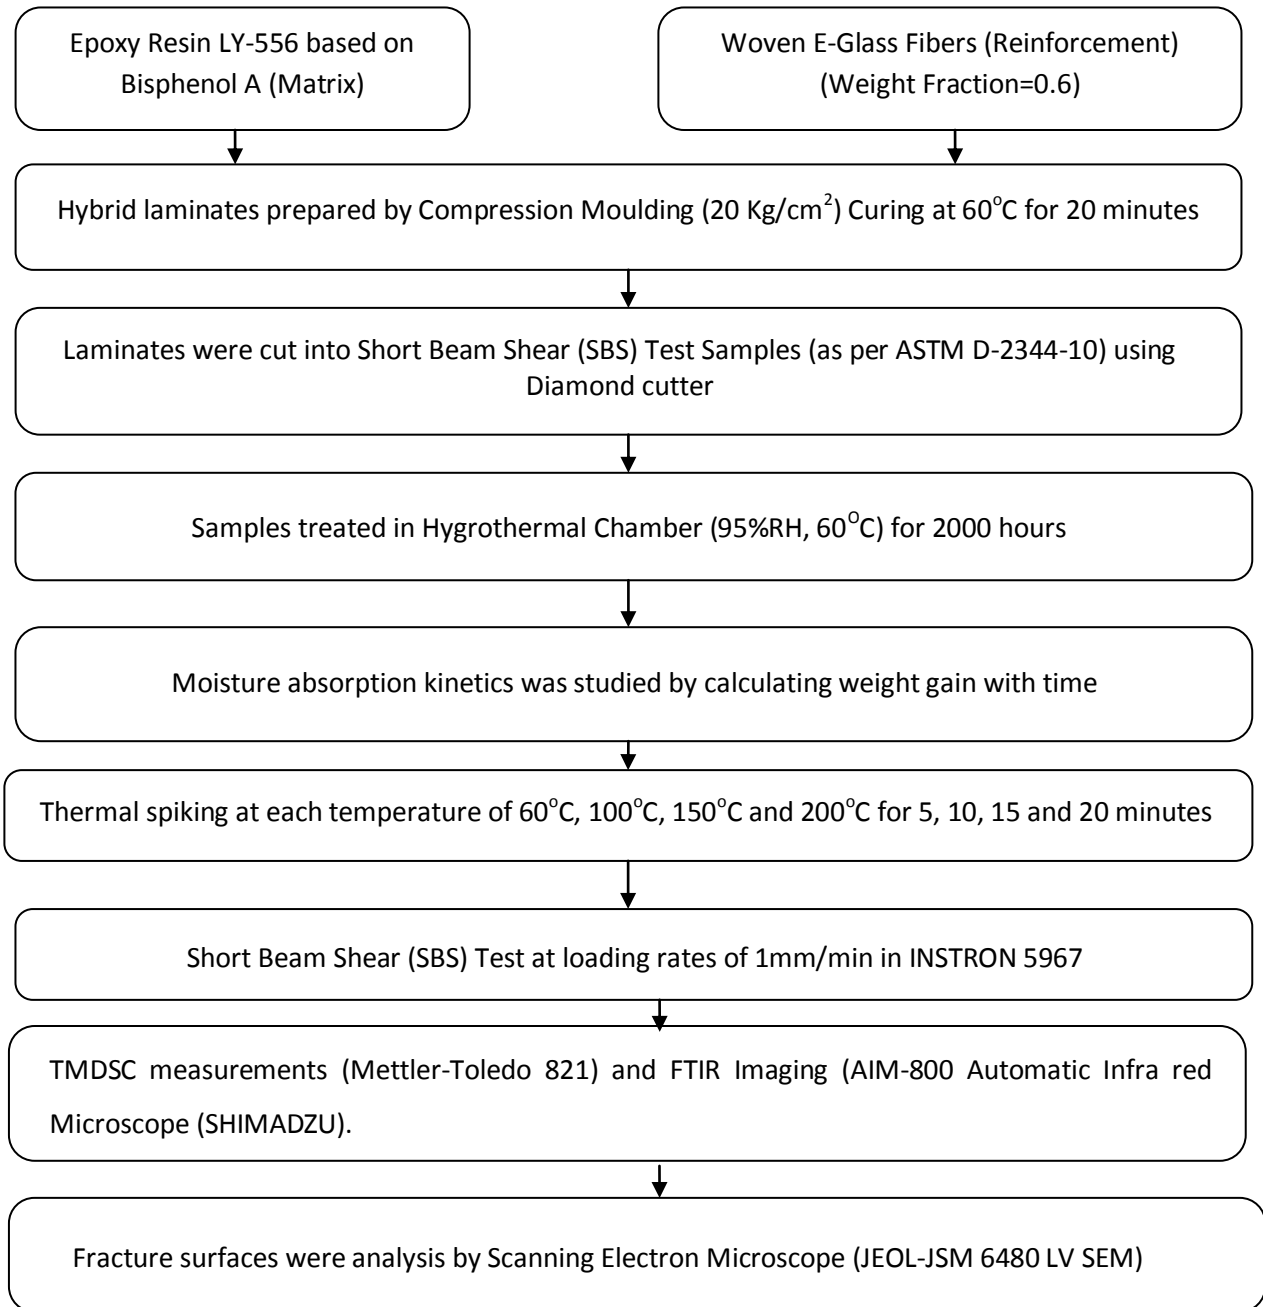 Epoxy Resin LY-556 based on
Bisphenol A (Matrix)
Woven E-Glass Fibers (Reinforcement)
(Weight Fraction=0.6)
Hybrid laminates prepared by Compression Moulding (20 Kg/cm²) Curing at 60°C for 20 minutes
Laminates were cut into Short Beam Shear (SBS) Test Samples (as per ASTM D-2344-10) using
Diamond cutter
Samples treated in Hygrothermal Chamber (95%RH, 60°C) for 2000 hours
Moisture absorption kinetics was studied by calculating weight gain with time
Thermal spiking at each temperature of 60°C, 100°C, 150°C and 200°C for 5, 10, 15 and 20 minutes
Short Beam Shear (SBS) Test at loading rates of 1mm/min in INSTRON 5967
TMDSC measurements (Mettler-Toledo 821) and FTIR Imaging (AIM-800 Automatic Infra red
Microscope (SHIMADZU).
Fracture surfaces were analysis by Scanning Electron Microscope (JEOL-JSM 6480 LV SEM)